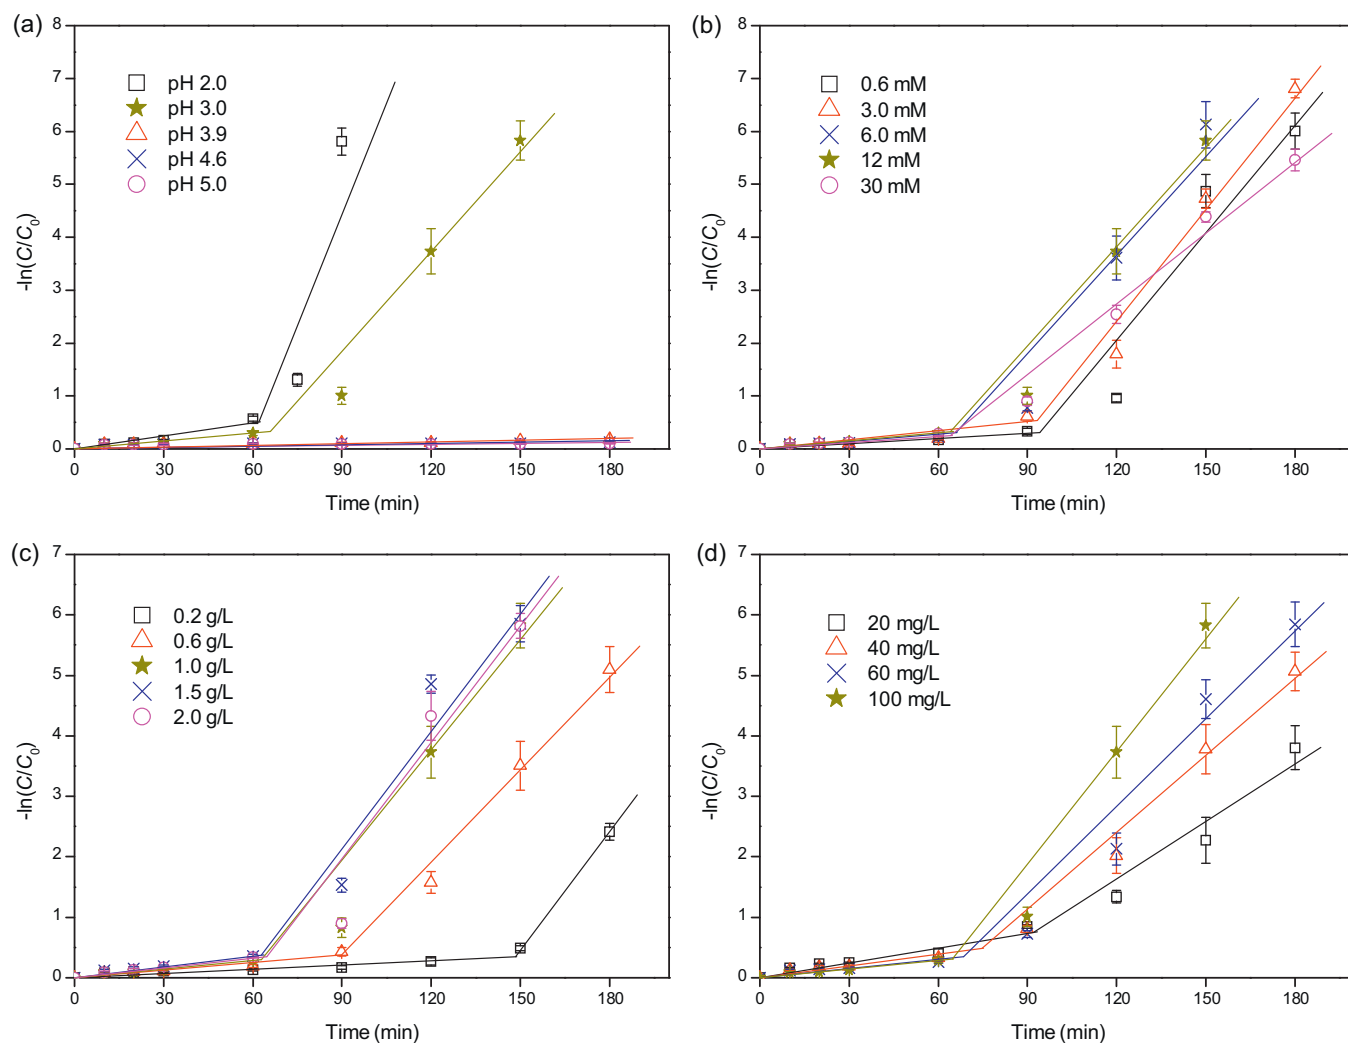 (a)
8
7
6
5
4
3
2
1
0
-ln(C/C0)
pH 2.0
pH 3.0
pH 3.9
pH 4.6
pH 5.0
0 30 60 90 120 150 180
Time (min)
(b)
8
7
6
5
4
3
2
1
0
-ln(C/C0)
0.6 mM
3.0 mM
6.0 mM
12 mM
30 mM
0 30 60 90 120 150 180
Time (min)
(c)
7
6
5
4
3
2
1
0
-ln(C/C0)
0.2 g/L
0.6 g/L
1.0 g/L
1.5 g/L
2.0 g/L
0 30 60 90 120 150 180
Time (min)
(d)
7
6
5
4
3
2
1
0
-ln(C/C0)
20 mg/L
40 mg/L
60 mg/L
100 mg/L
0 30 60 90 120 150 180
Time (min)